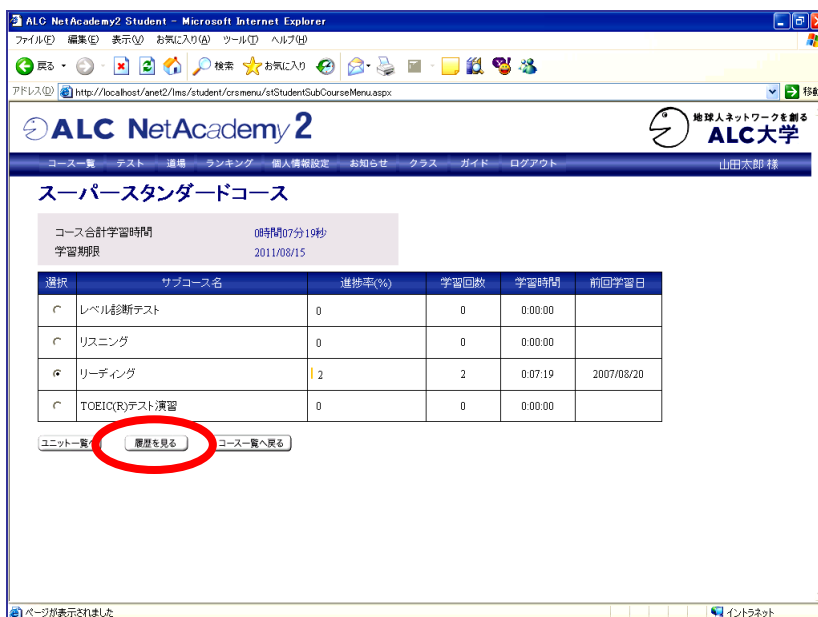 ALC NetAcademy2 Student - Microsoft Internet Explorer
ファイル(F) 編集(E) 表示(V) お気に入り(A) ツール(T) ヘルプ(H)
戻る 検索 お気に入り
アドレス(D) http://localhost/anet2/lms/student/crsmenu/stStudentSubCourseMenu.aspx 移動
ALC NetAcademy 2
地球人ネットワークを創る
ALC大学
コース一覧 テスト 道場 ランキング 個人情報設定 お知らせ クラス ガイド ログアウト 山田太郎 様
スーパースタンダードコース
コース合計学習時間 0時間07分19秒
学習期限 2011/08/15
選択 サブコース名 進捗率(%) 学習回数 学習時間 前回学習日
レベル診断テスト 0 0 0:00:00
リスニング 0 0 0:00:00
リーディング 2 2 0:07:19 2007/08/20
TOEIC(R)テスト演習 0 0 0:00:00
ユニット一覧へ 履歴を見る コース一覧へ戻る
ページが表示されました イントラネット